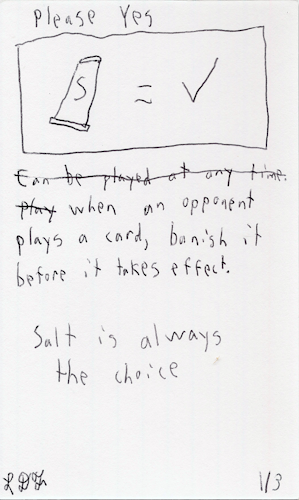 Please Yes
S = ✓
Can be played at any time.
Play when an opponent
plays a card, banish it
before it takes effect.
Salt is always
the choice
1/3